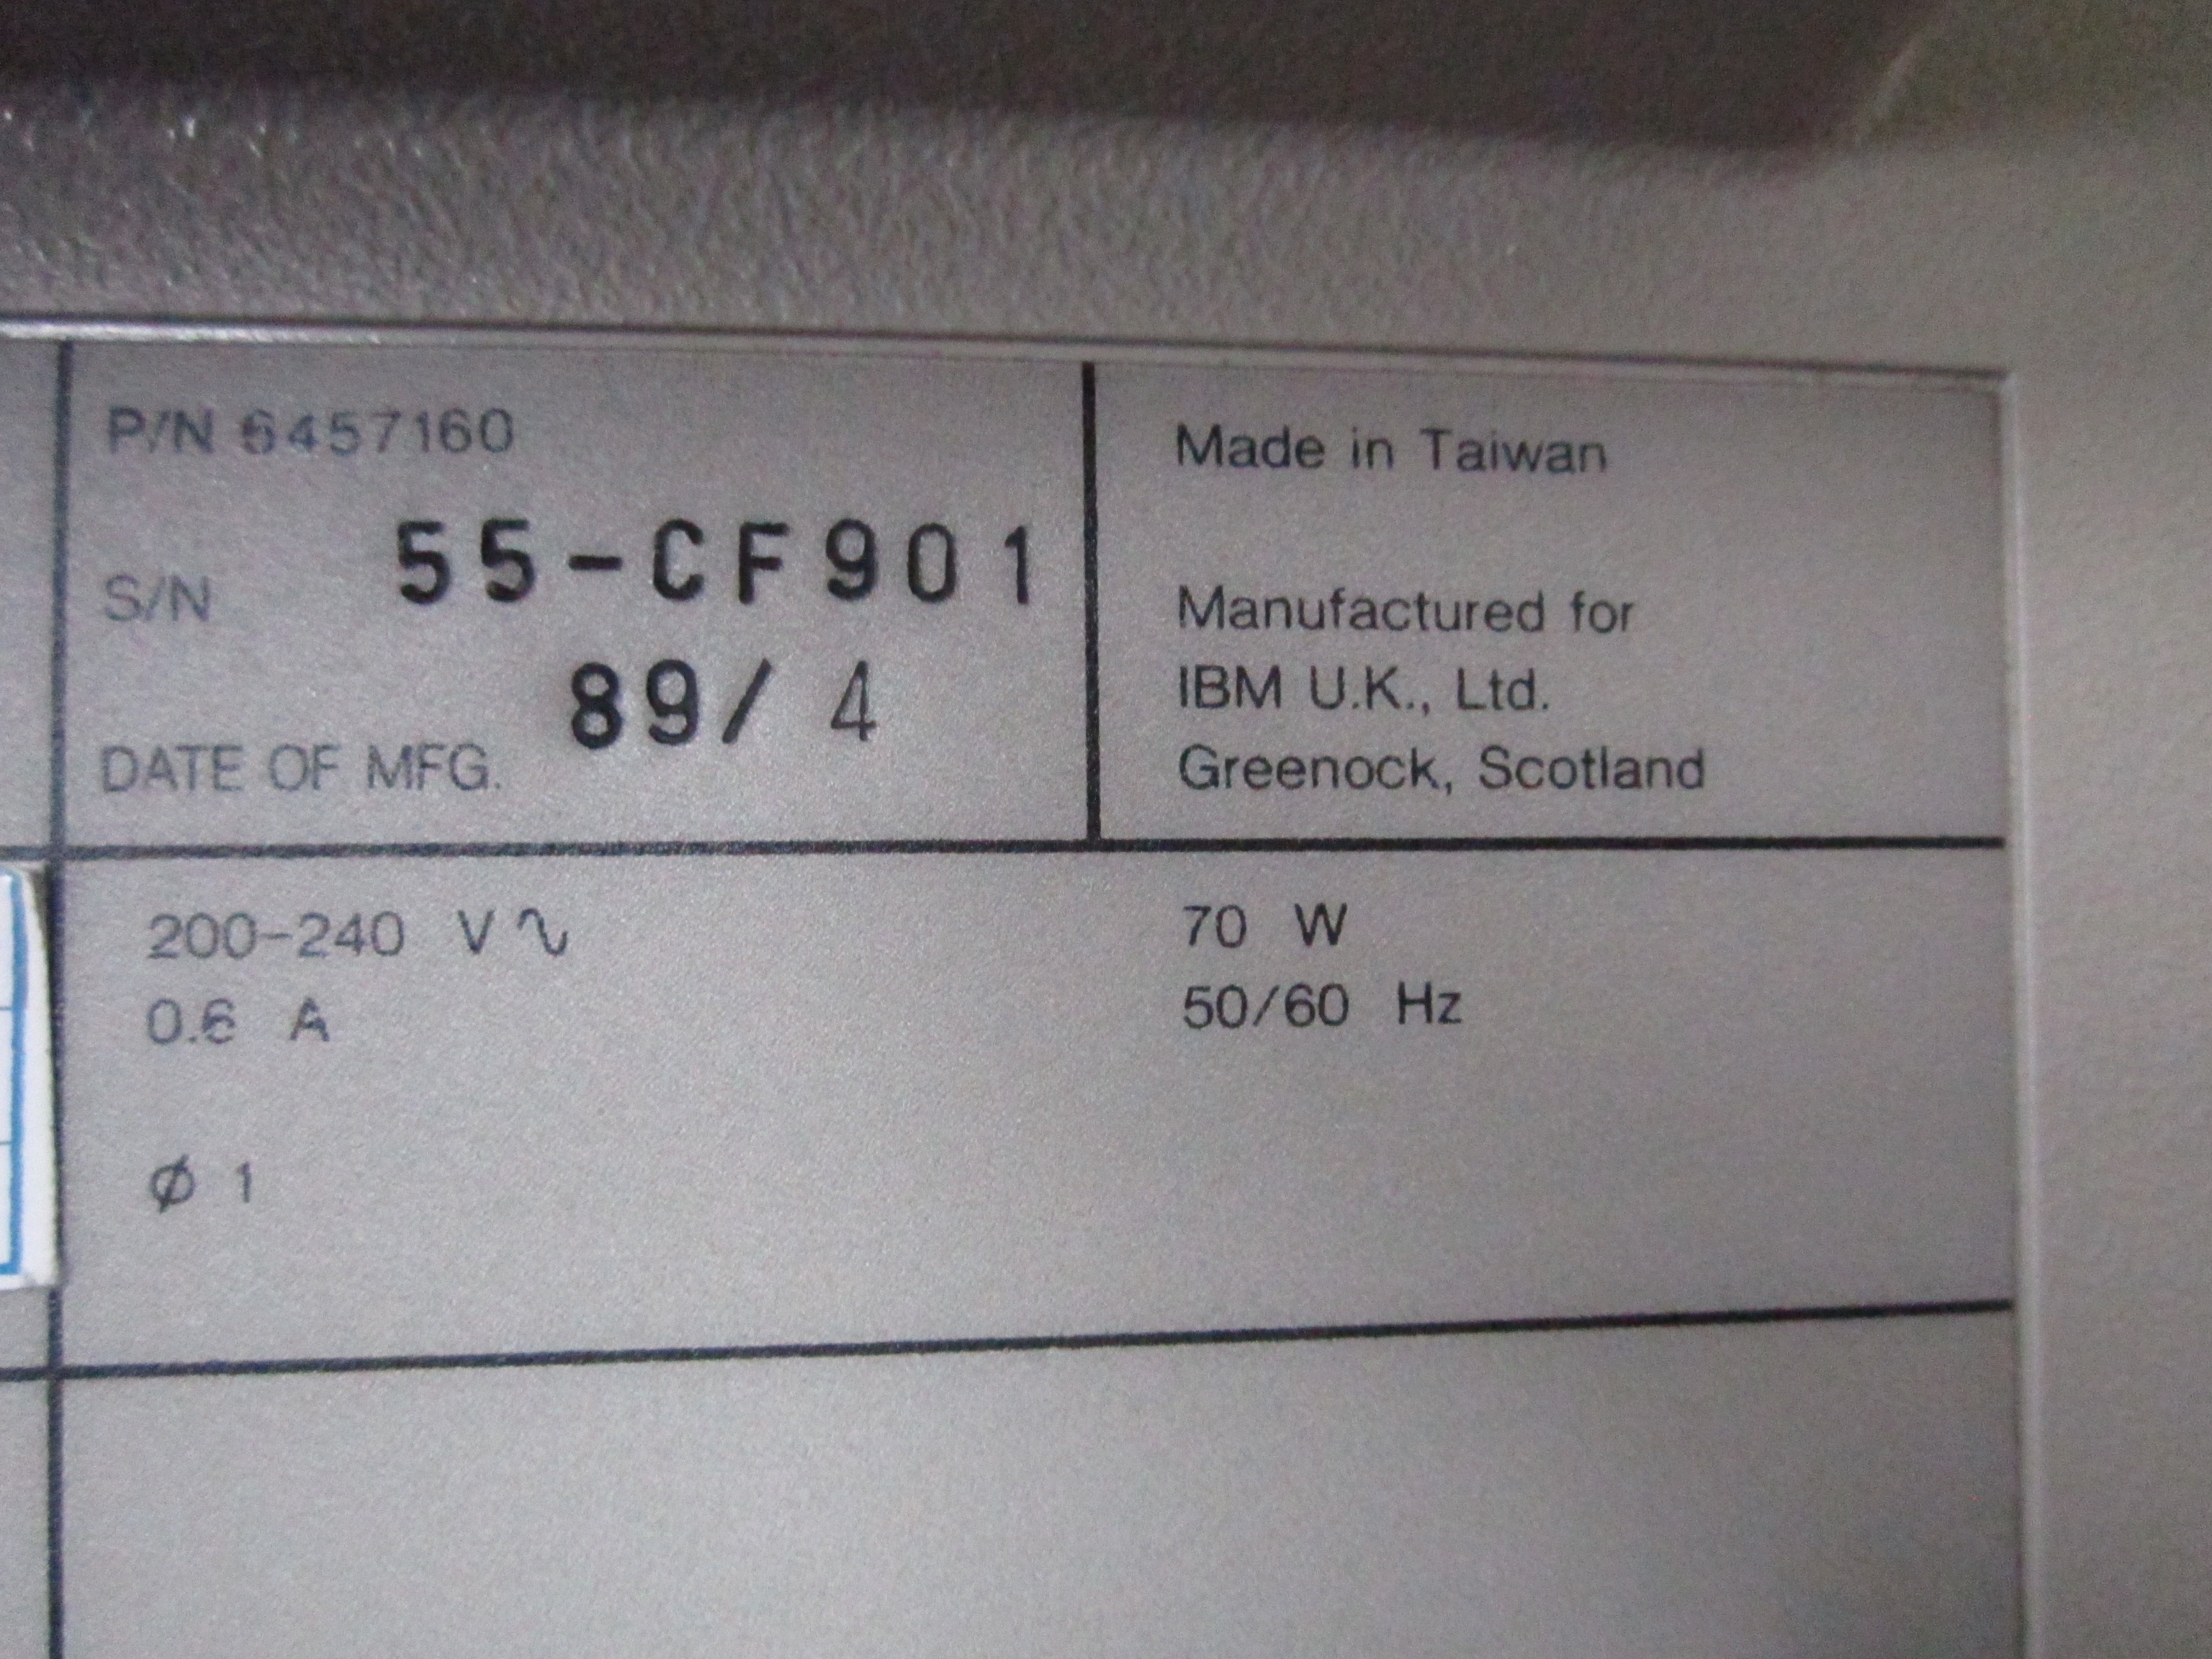 P/N 6457160
S/N 55-CF901
DATE OF MFG. 89/ 4
Made in Taiwan
Manufactured for
IBM U.K., Ltd.
Greenock, Scotland
200-240 V∿
0.6 A
ø 1
70 W
50/60 Hz